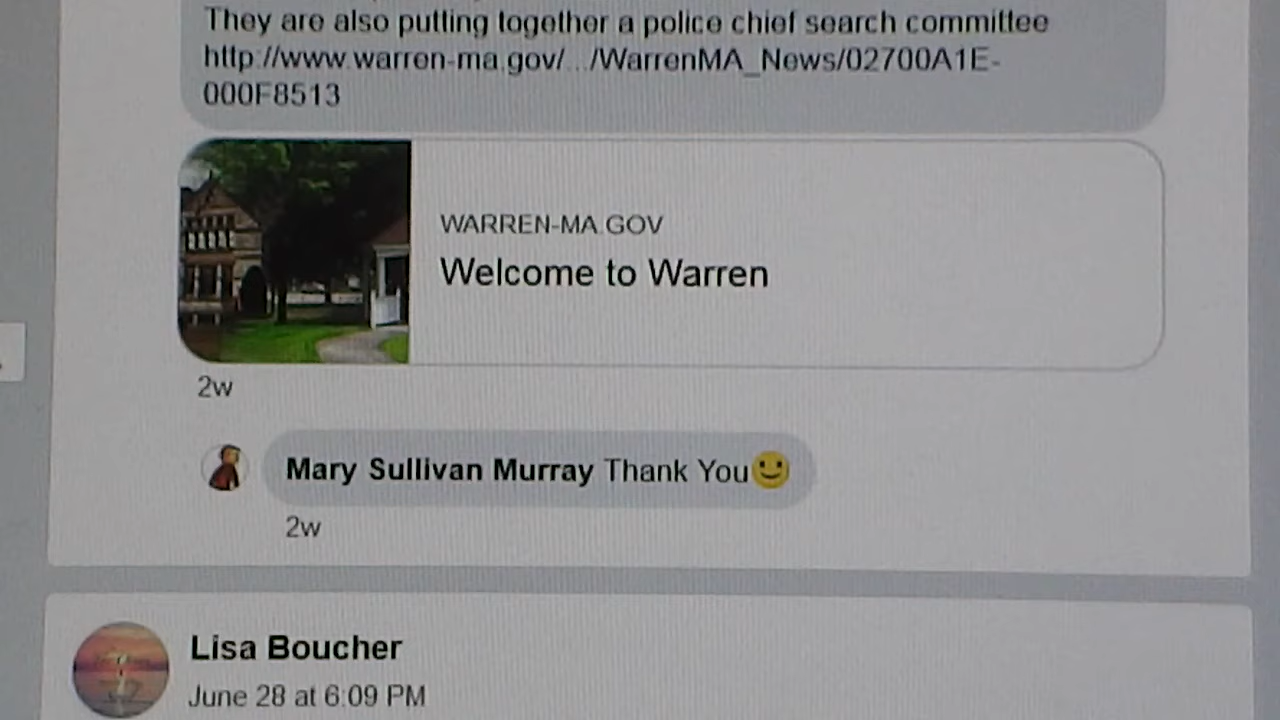 They are also putting together a police chief search committee
http://www.warren-ma.gov/.../WarrenMA_News/02700A1E-
000F8513
WARREN-MA.GOV
Welcome to Warren
2w
Mary Sullivan Murray Thank You
2w
Lisa Boucher
June 28 at 6:09 PM